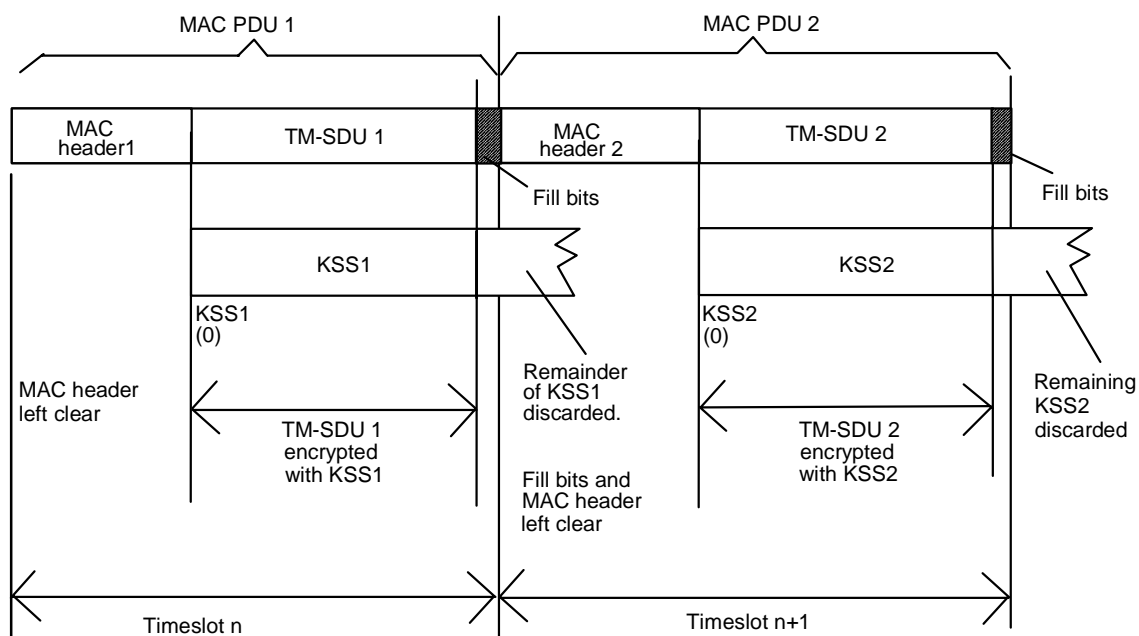 MAC PDU 1
MAC PDU 2
MAC
header1
TM-SDU 1
MAC
header 2
TM-SDU 2
Fill bits
Fill bits
KSS1
KSS2
KSS1
(0)
KSS2
(0)
MAC header
left clear
Remainder
of KSS1
discarded.
Remaining
KSS2
discarded
TM-SDU 1
encrypted
with KSS1
TM-SDU 2
encrypted
with KSS2
Fill bits and
MAC header
left clear
Timeslot n
Timeslot n+1